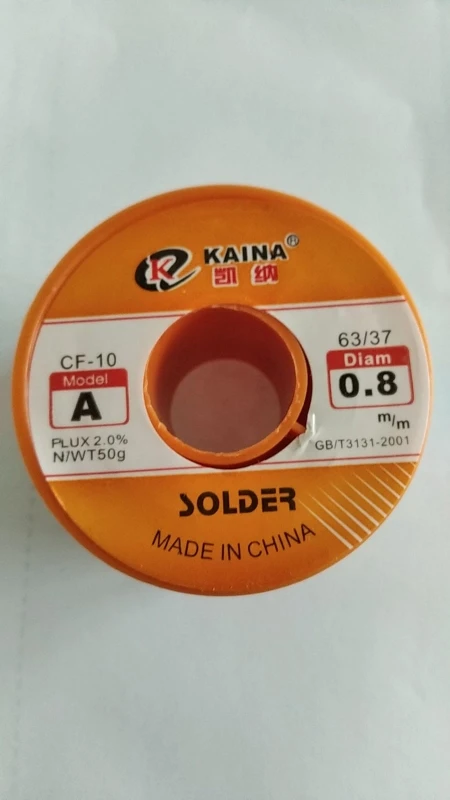 K
KAINA®
凯纳
CF-10
Model
A
PLUX 2.0%
N/WT50g
63/37
Diam
0.8
m/m
GB/T3131-2001
SOLDER
MADE IN CHINA